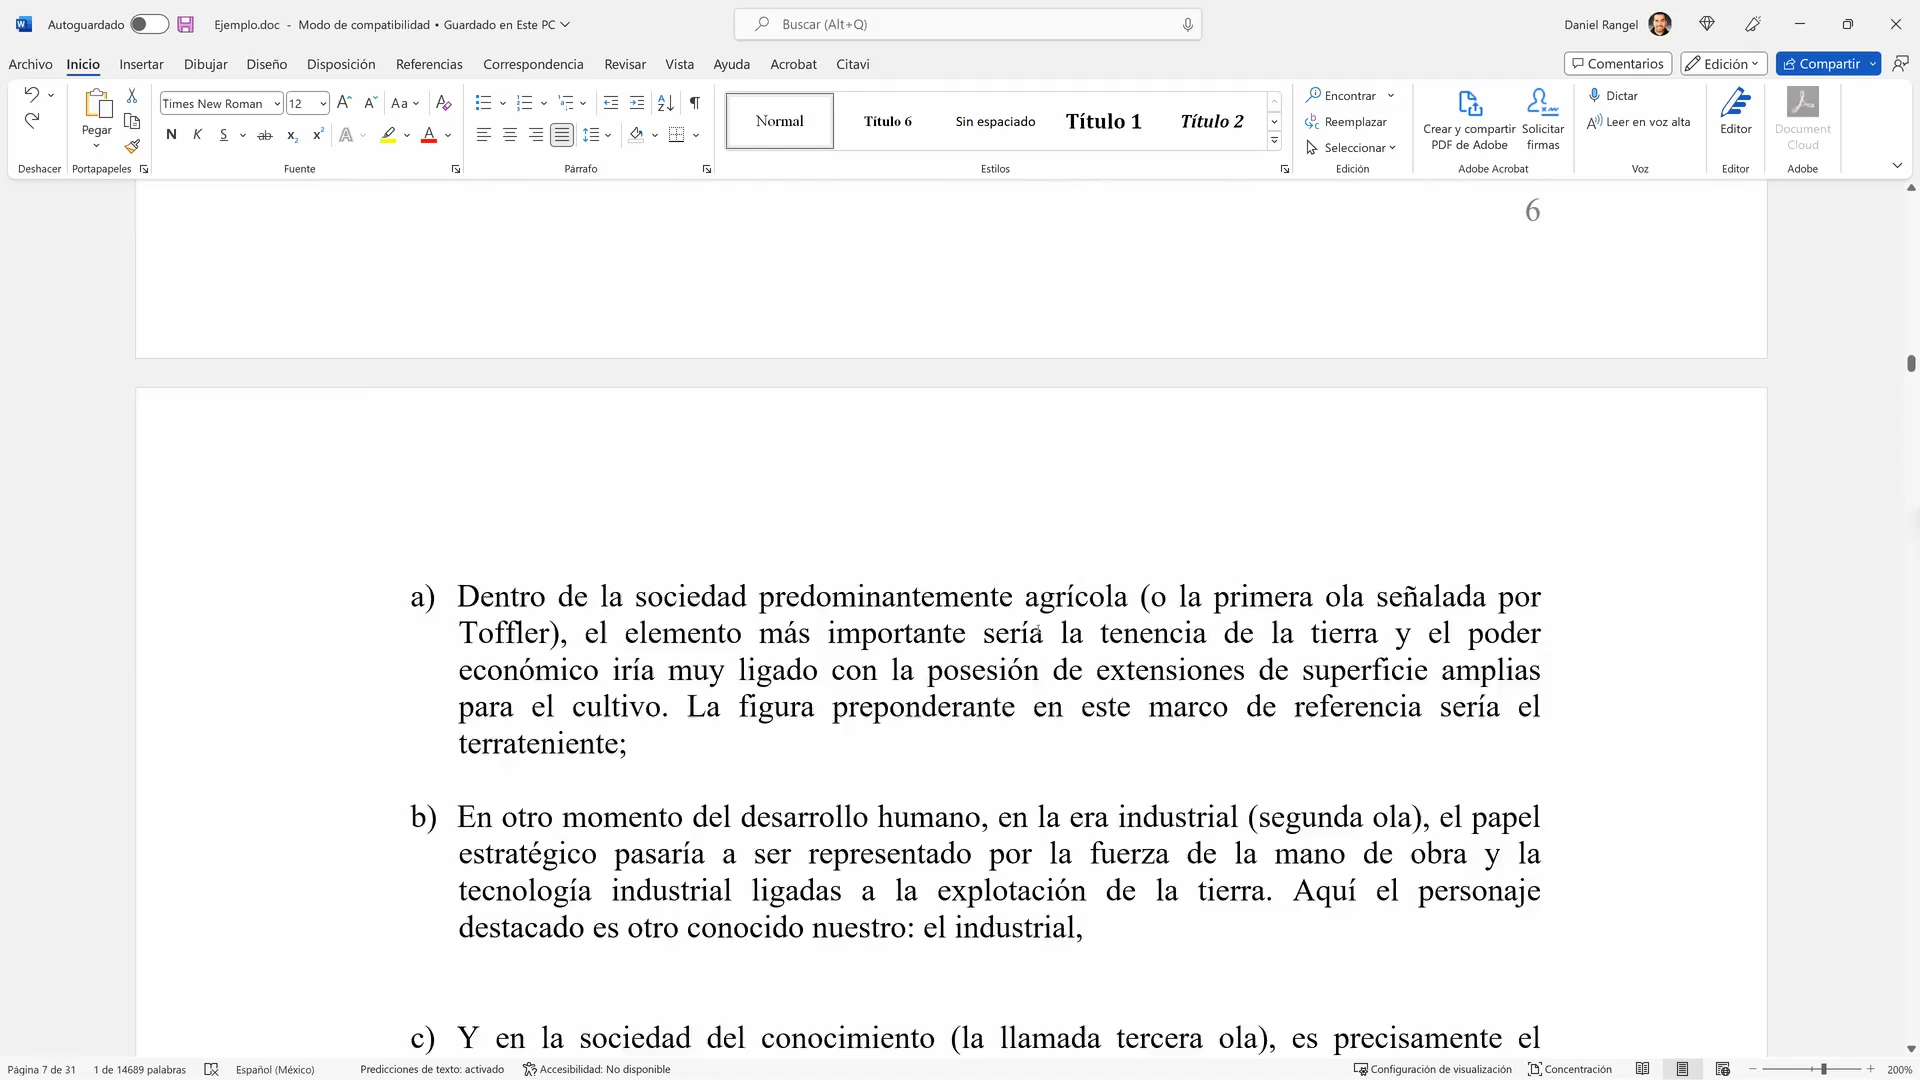 Autoguardado
Ejemplo.doc - Modo de compatibilidad • Guardado en Este PC
Buscar (Alt+Q)
Daniel Rangel
Archivo Inicio Insertar Dibujar Diseño Disposición Referencias Correspondencia Revisar Vista Ayuda Acrobat Citavi
Comentarios Edición Compartir
Pegar
Times New Roman 12
Aa
N K S ab x₂ x²
Normal Título 6 Sin espaciado Título 1 Título 2
Encontrar
Reemplazar
Seleccionar
Crear y compartir
PDF de Adobe
Solicitar
firmas
Dictar
Leer en voz alta
Editor
Document
Cloud
Deshacer Portapapeles Fuente Párrafo Estilos Edición Adobe Acrobat Voz Editor Adobe
6
a) Dentro de la sociedad predominantemente agrícola (o la primera ola señalada por
Toffler), el elemento más importante sería la tenencia de la tierra y el poder
económico iría muy ligado con la posesión de extensiones de superficie amplias
para el cultivo. La figura preponderante en este marco de referencia sería el
terrateniente;
b) En otro momento del desarrollo humano, en la era industrial (segunda ola), el papel
estratégico pasaría a ser representado por la fuerza de la mano de obra y la
tecnología industrial ligadas a la explotación de la tierra. Aquí el personaje
destacado es otro conocido nuestro: el industrial,
c) Y en la sociedad del conocimiento (la llamada tercera ola), es precisamente el
Página 7 de 31 1 de 14689 palabras Español (México) Predicciones de texto: activado Accesibilidad: No disponible Configuración de visualización Concentración 200%